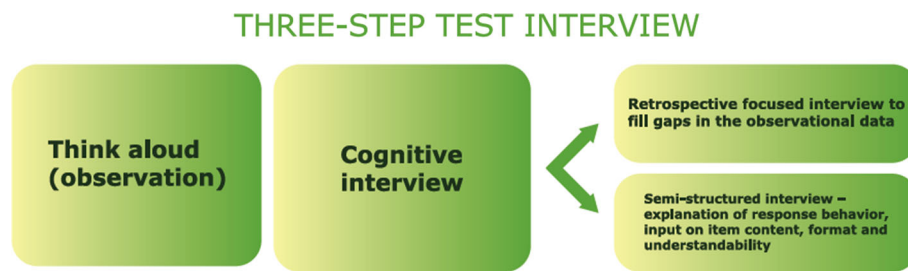 THREE-STEP TEST INTERVIEW
Think aloud
(observation)
Cognitive
interview
Retrospective focused interview to
fill gaps in the observational data
Semi-structured interview –
explanation of response behavior,
input on item content, format and
understandability